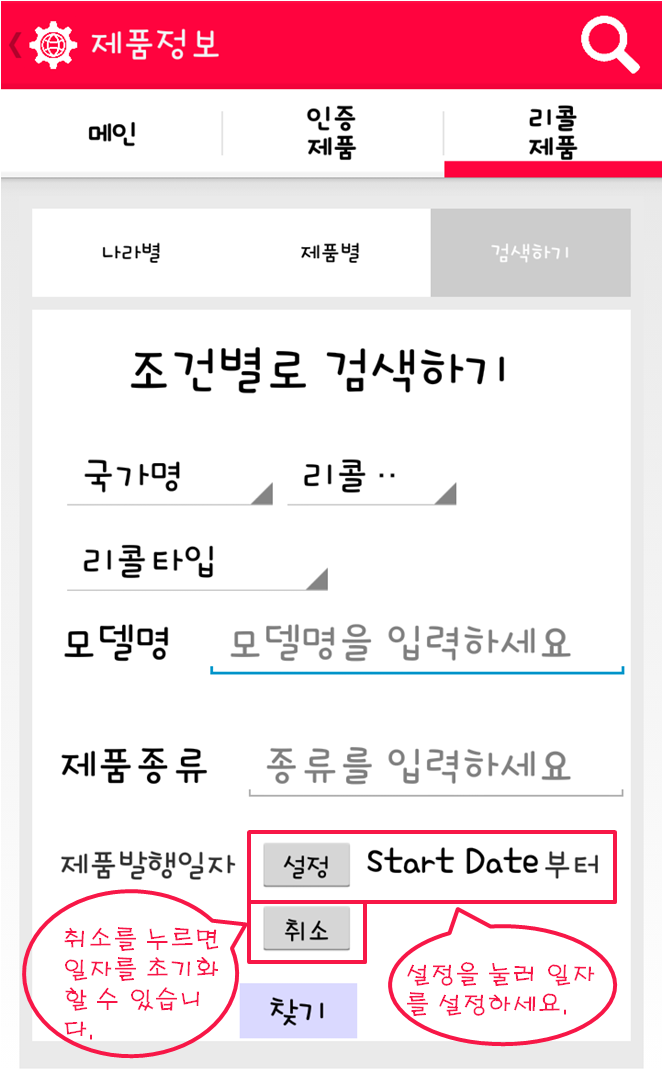 제품정보
메인
인증
제품
리콜
제품
나라별
제품별
검색하기
조건별로 검색하기
국가명
리콜 ··
리콜타입
모델명 모델명을 입력하세요
제품종류 종류를 입력하세요
제품발행일자 설정 Start Date부터
취소
취소를 누르면
일자를 초기화
할 수 있습니
다.
설정을 눌러 일자
를 설정하세요.
찾기